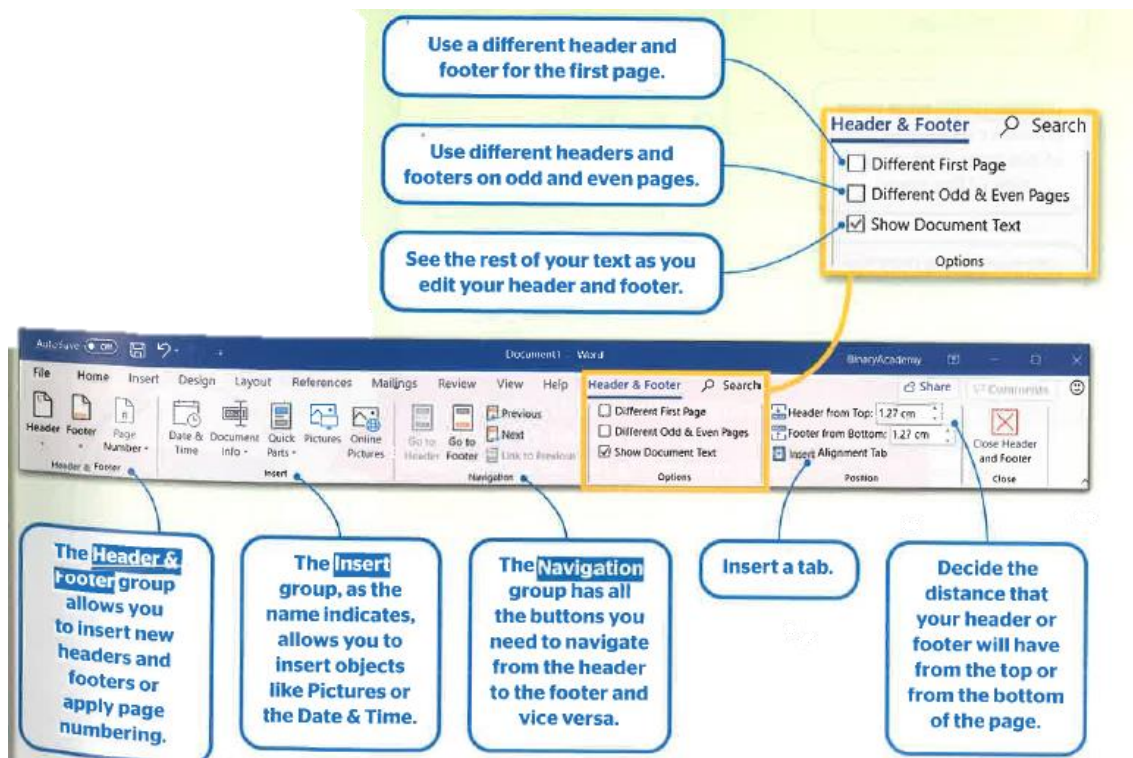 Use a different header and
footer for the first page.
Use different headers and
footers on odd and even pages.
See the rest of your text as you
edit your header and footer.
Header & Footer Search
Different First Page
Different Odd & Even Pages
Show Document Text
Options
AutoSave Off Document1 - Word BinaryAcademy
File Home Insert Design Layout References Mailings Review View Help Header & Footer Search Share Comments
Header Footer Page Number
Date & Time Document Info Quick Parts Pictures Online Pictures
Go to Header Go to Footer Previous
Next
Link to Previous
Different First Page
Different Odd & Even Pages
Show Document Text
Header from Top: 1.27 cm
Footer from Bottom: 1.27 cm
Insert Alignment Tab
Close Header
and Footer
Header & Footer Insert Navigation Options Position Close
The Header &
Footer group
allows you
to insert new
headers and
footers or
apply page
numbering.
The Insert
group, as the
name indicates,
allows you to
insert objects
like Pictures or
the Date & Time.
The Navigation
group has all
the buttons you
need to navigate
from the header
to the footer and
vice versa.
Insert a tab.
Decide the
distance that
your header or
footer will have
from the top or
from the bottom
of the page.